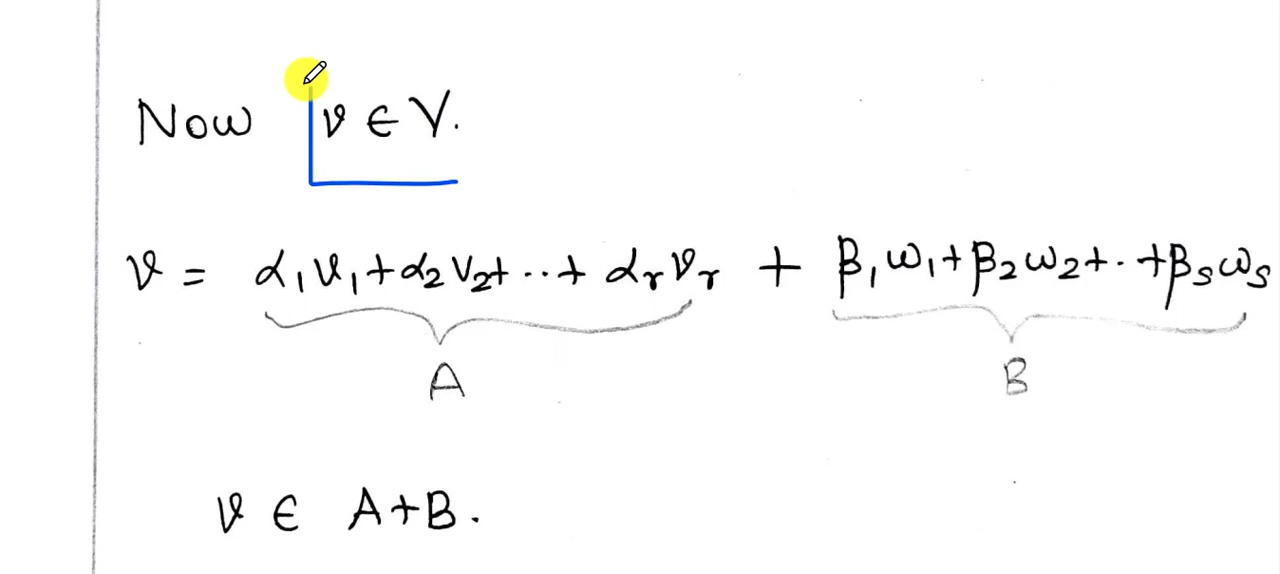 Now v ∈ V.
v = α₁v₁+α₂v₂+..+ αᵣvᵣ + β₁w₁+β₂w₂+..+βₛwₛ
A B
v ∈ A+B.